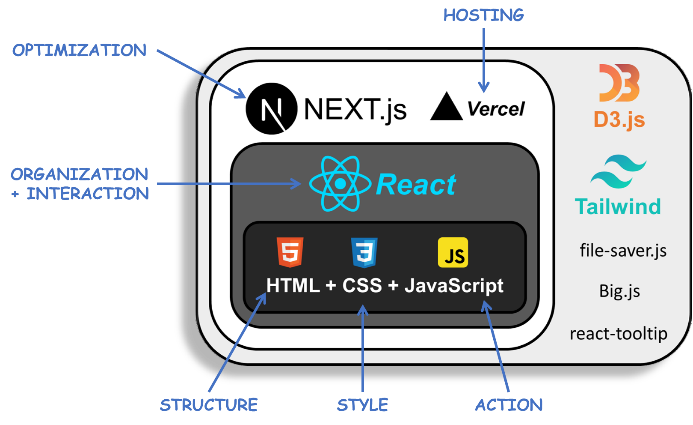 HOSTING
OPTIMIZATION
NEXT.js
Vercel
D3.js
ORGANIZATION
+ INTERACTION
React
Tailwind
5
3
JS
HTML + CSS + JavaScript
file-saver.js
Big.js
react-tooltip
STRUCTURE
STYLE
ACTION